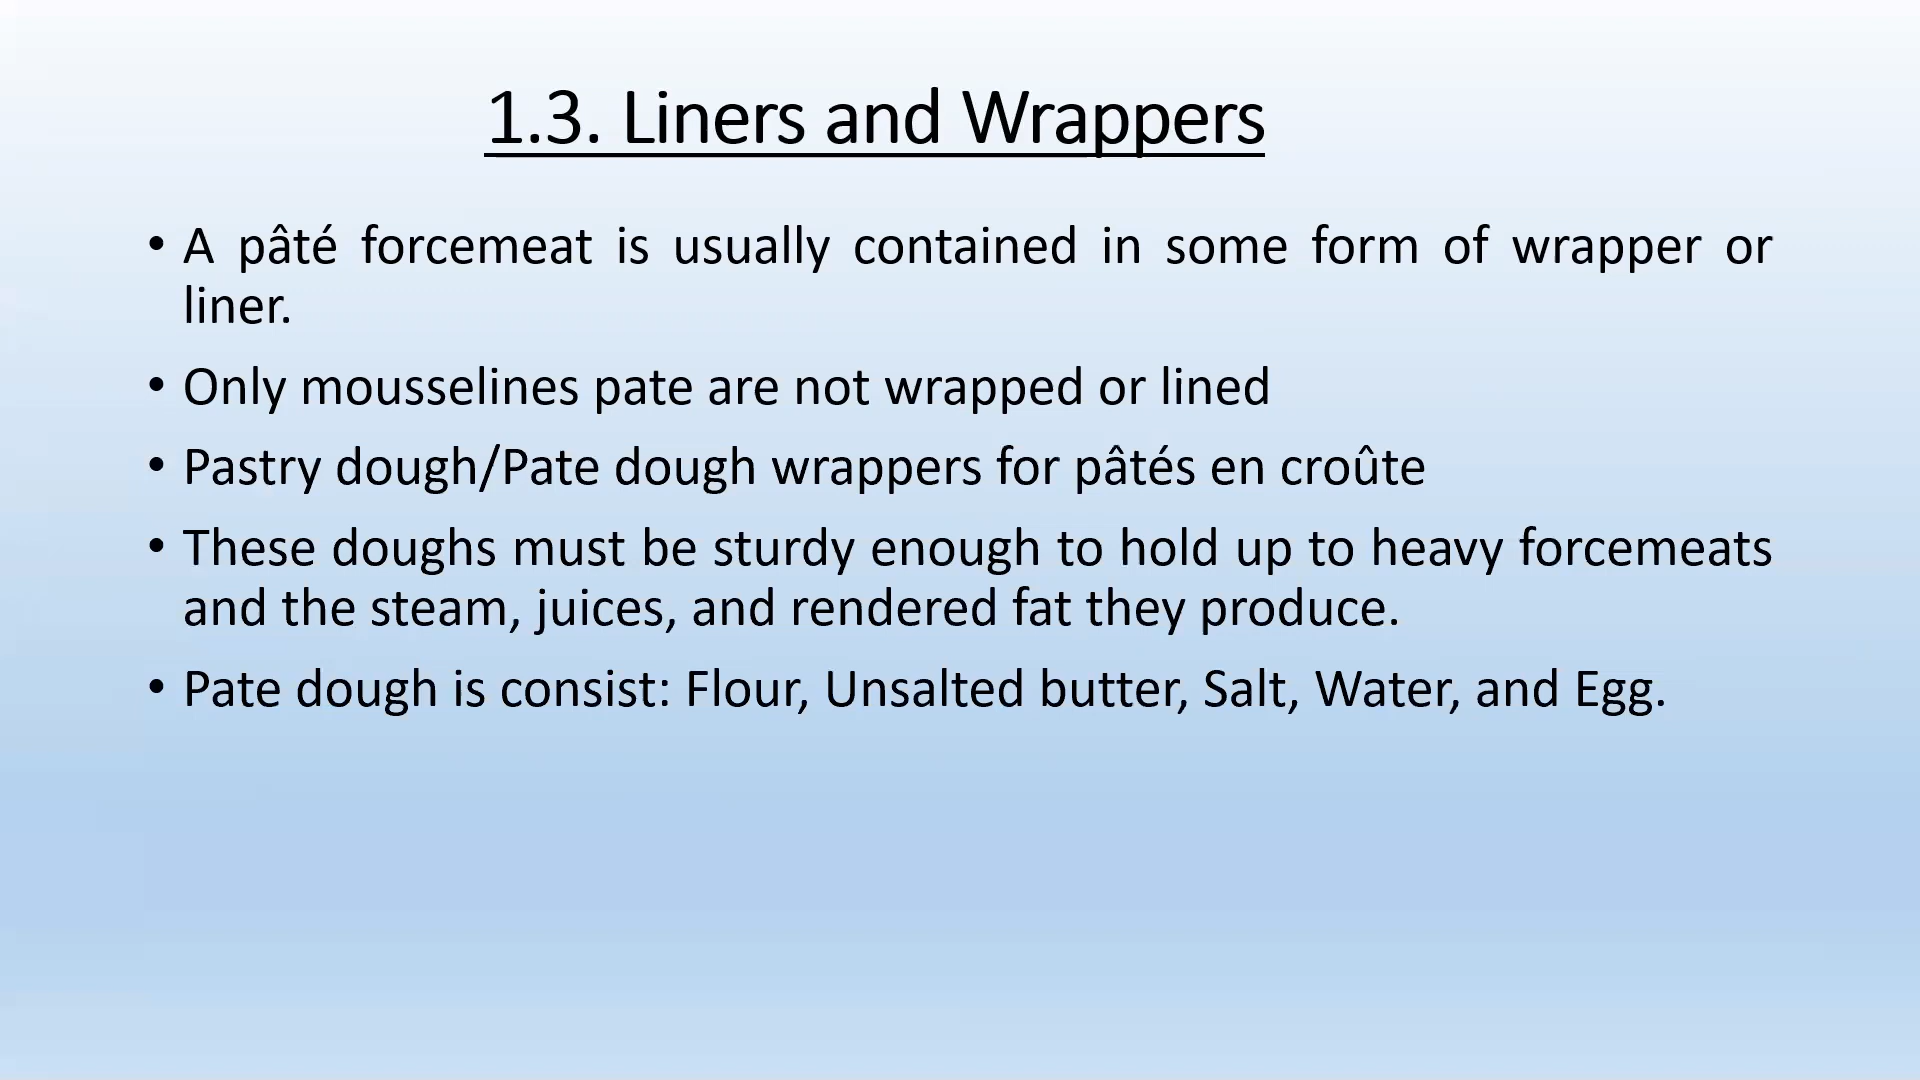 1.3. Liners and Wrappers
• A pâté forcemeat is usually contained in some form of wrapper or
liner.
• Only mousselines pate are not wrapped or lined
• Pastry dough/Pate dough wrappers for pâtés en croûte
• These doughs must be sturdy enough to hold up to heavy forcemeats
and the steam, juices, and rendered fat they produce.
• Pate dough is consist: Flour, Unsalted butter, Salt, Water, and Egg.